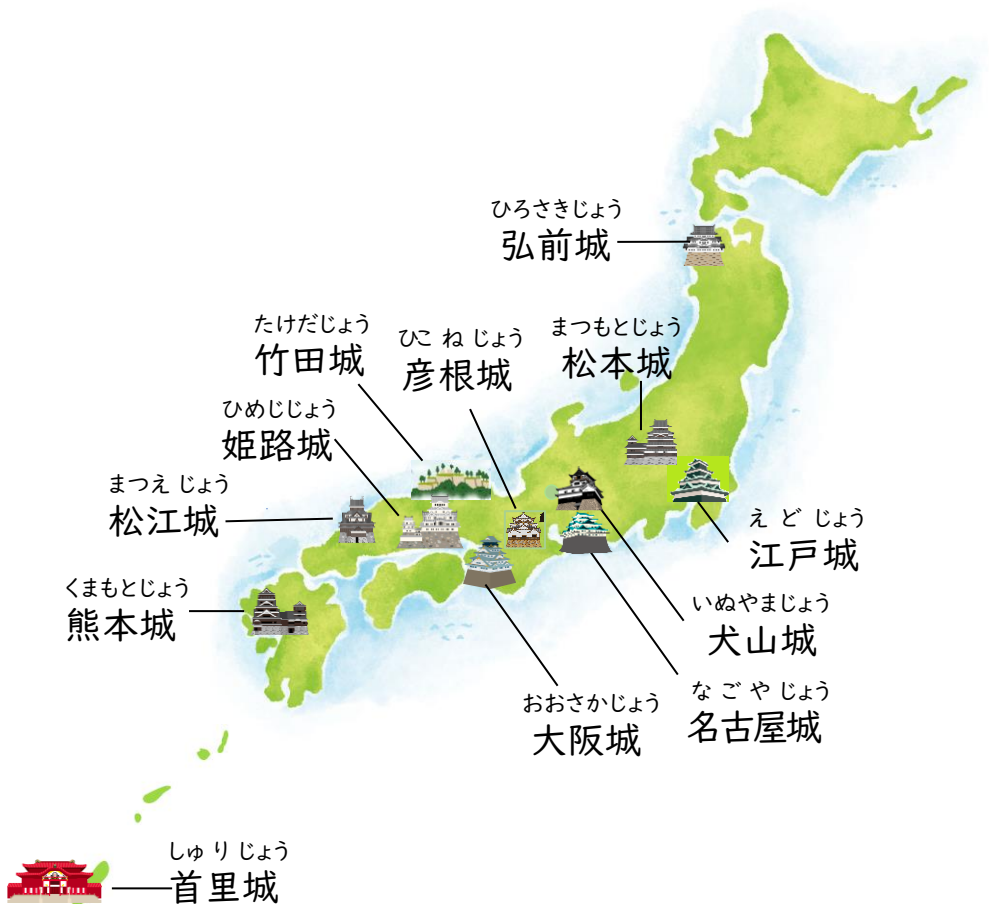 ひろさきじょう
弘前城
たけだじょう
竹田城
ひこ ね じょう
彦根城
まつもとじょう
松本城
ひめじじょう
姫路城
まつえ じょう
松江城
え ど じょう
江戸城
くまもとじょう
熊本城
いぬやまじょう
犬山城
な ご や じょう
名古屋城
おおさかじょう
大阪城
しゅ り じょう
首里城